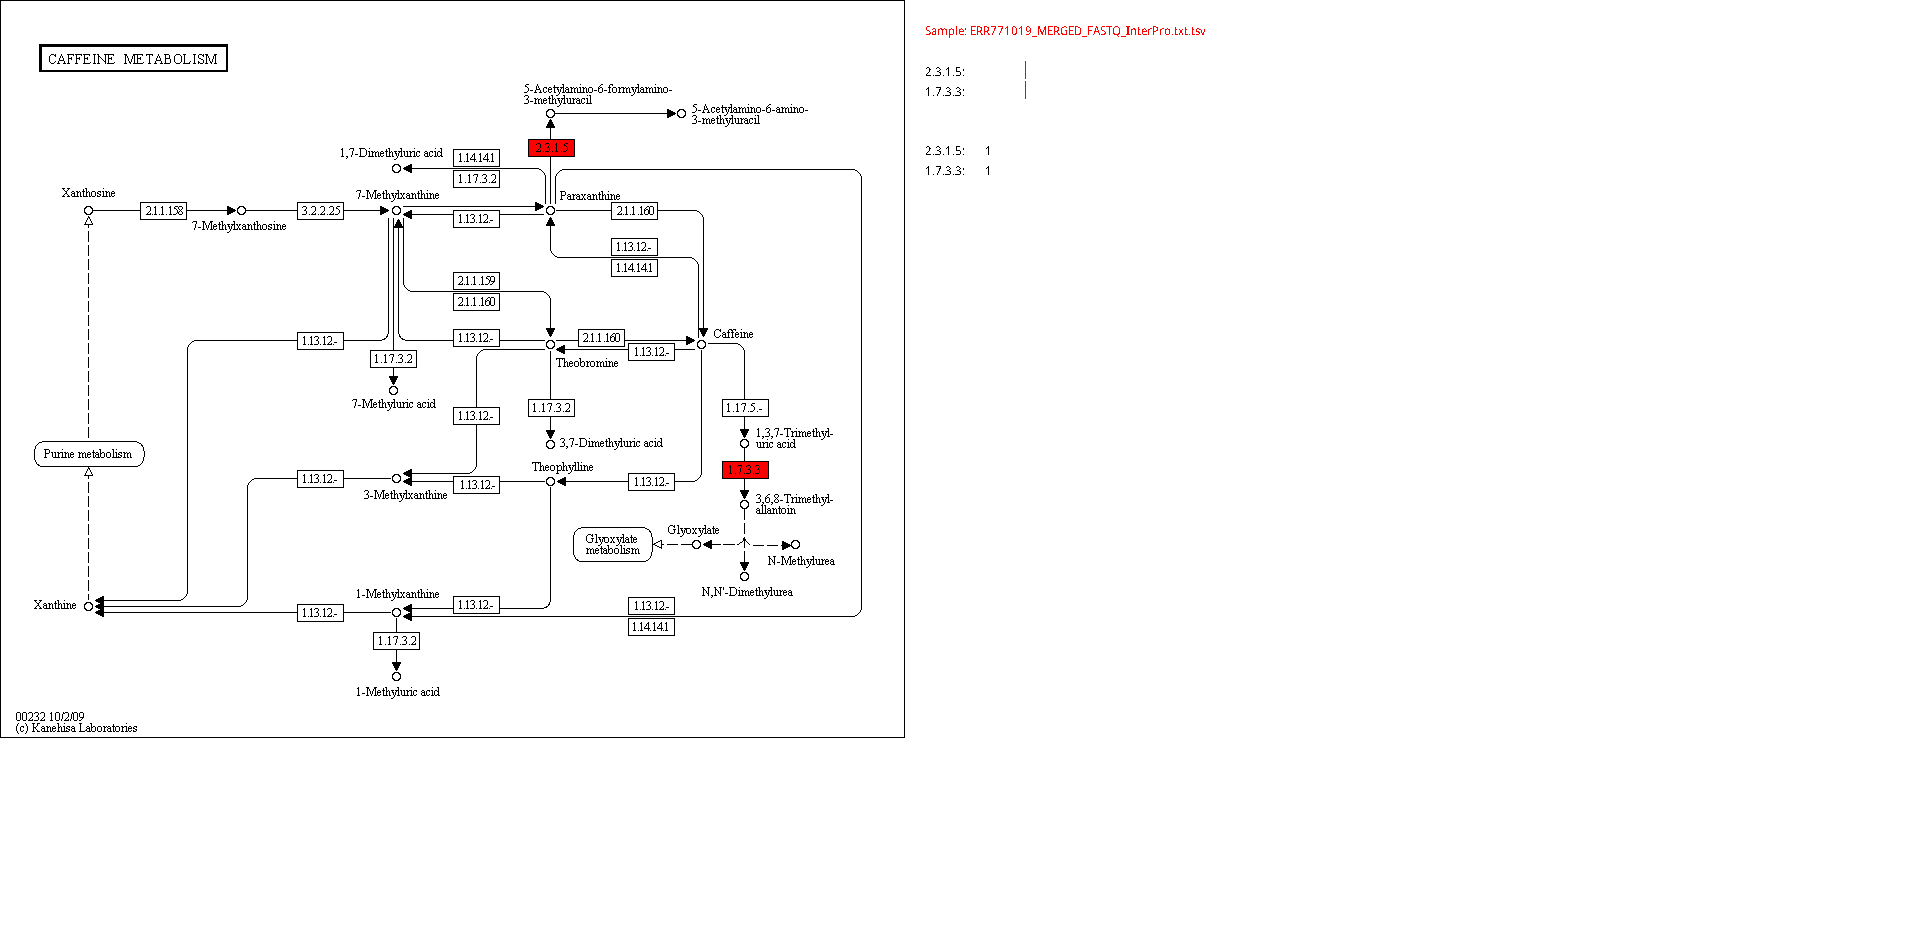 CAFFEINE METABOLISM
Sample: ERR771019_MERGED_FASTQ_InterPro.txt.tsv
2.3.1.5:
1.7.3.3:
2.3.1.5: 1
1.7.3.3: 1
5-Acetylamino-6-formylamino-
3-methyluracil
5-Acetylamino-6-amino-
3-methyluracil
2.3.1.5
1,7-Dimethyluric acid
1.14.14.1
1.17.3.2
Xanthosine
7-Methylxanthine
Paraxanthine
2.1.1.158
3.2.2.25
1.13.12.-
2.1.1.160
7-Methylxanthosine
1.13.12.-
1.14.14.1
2.1.1.159
2.1.1.160
1.13.12.-
1.13.12.-
2.1.1.160
Caffeine
1.13.12.-
1.17.3.2
Theobromine
7-Methyluric acid
1.13.12.-
1.17.3.2
1.17.5.-
1,3,7-Trimethyl-
uric acid
3,7-Dimethyluric acid
Purine metabolism
Theophylline
1.7.3.3
1.13.12.-
1.13.12.-
1.13.12.-
3-Methylxanthine
3,6,8-Trimethyl-
allantoin
Glyoxylate
Glyoxylate
metabolism
N-Methylurea
N,N'-Dimethylurea
1-Methylxanthine
Xanthine
1.13.12.-
1.13.12.-
1.13.12.-
1.14.14.1
1.17.3.2
1-Methyluric acid
00232 10/2/09
(c) Kanehisa Laboratories